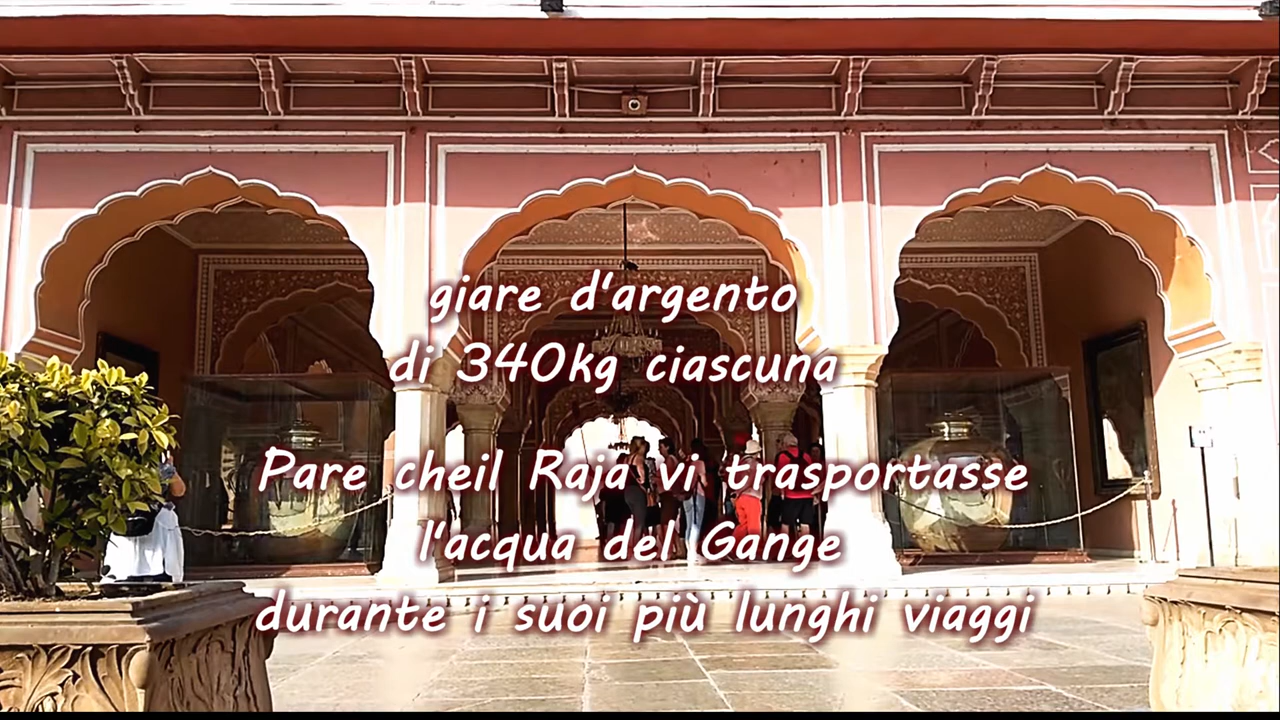 giare d'argento
di 340kg ciascuna
Pare cheil Raja vi trasportasse
l'acqua del Gange
durante i suoi più lunghi viaggi